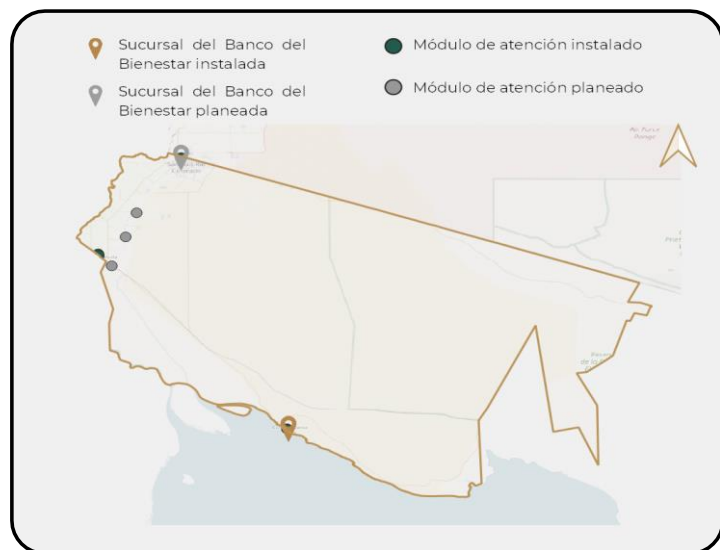 Sucursal del Banco del
Bienestar instalada
Módulo de atención instalado
Sucursal del Banco del
Bienestar planeada
Módulo de atención planeado